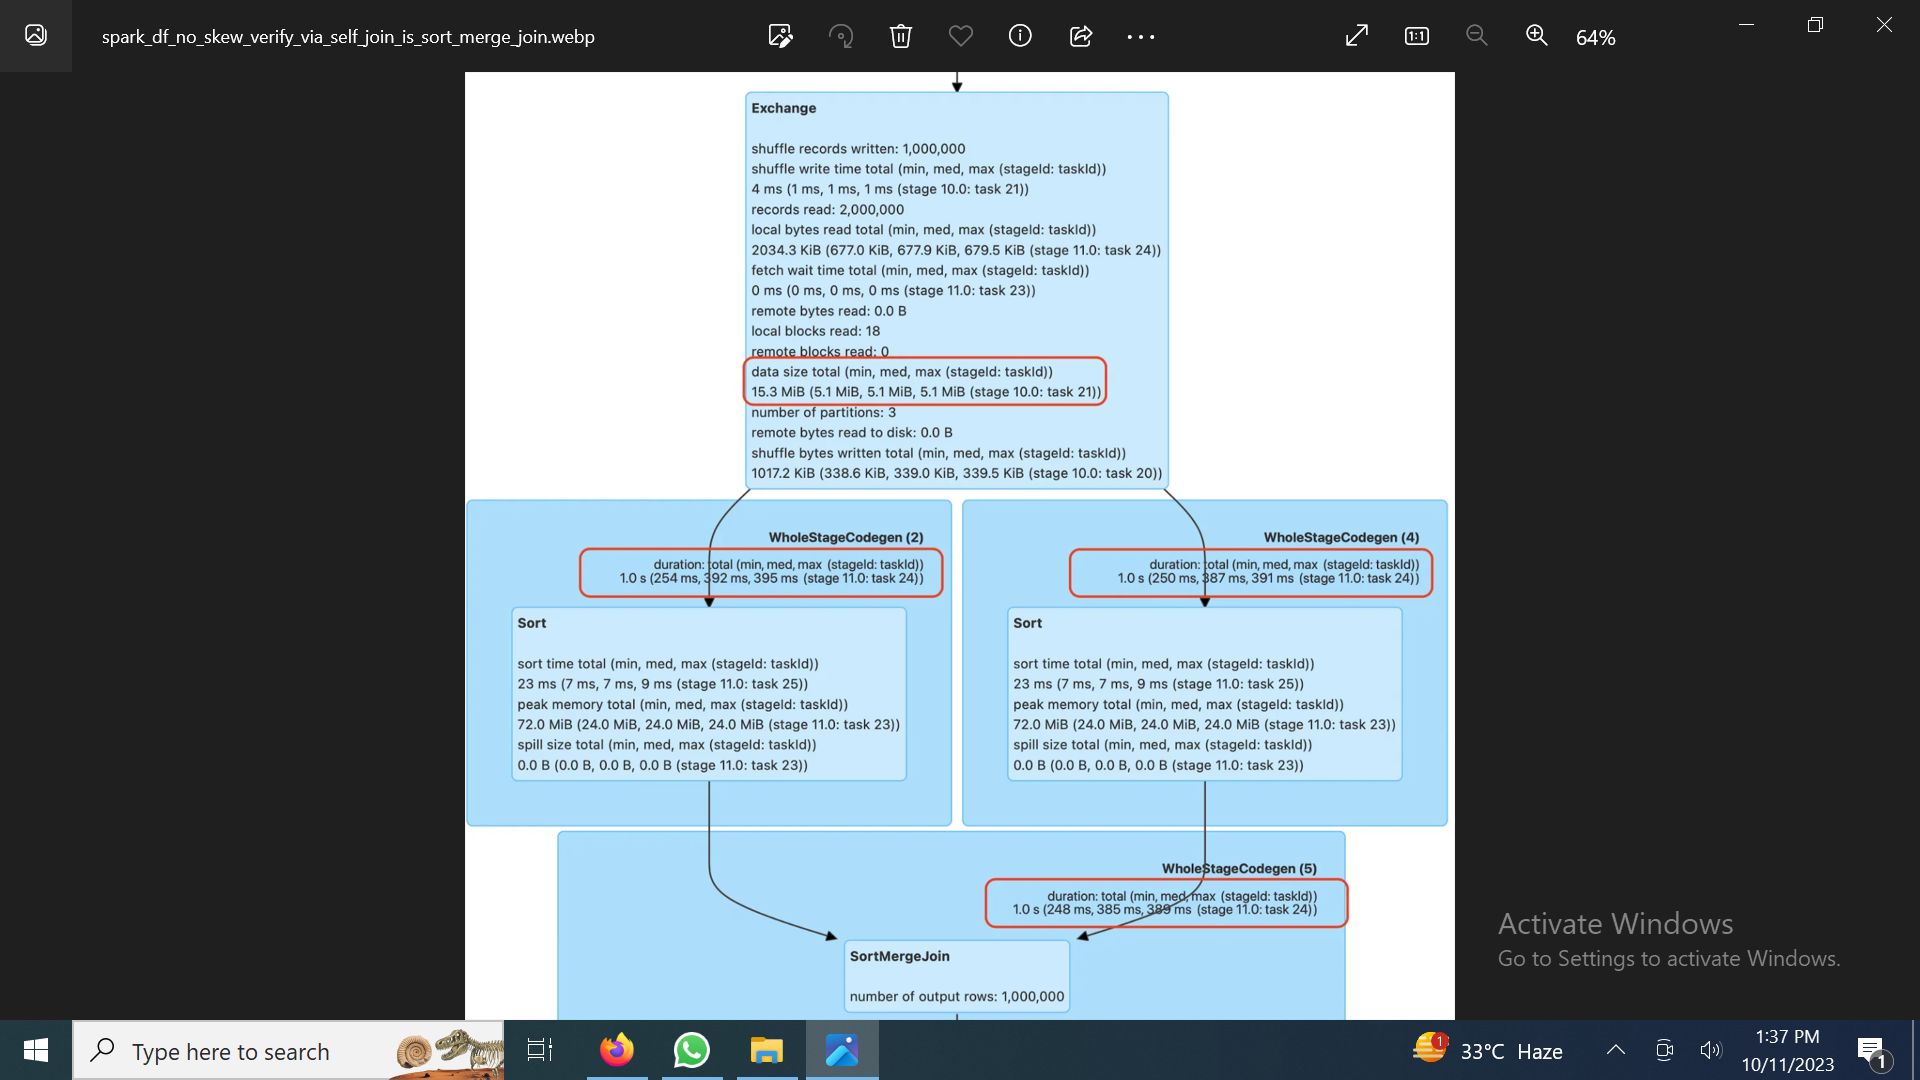 spark_df_no_skew_verify_via_self_join_is_sort_merge_join.webp
64%
Exchange
shuffle records written: 1,000,000
shuffle write time total (min, med, max (stageId: taskId))
4 ms (1 ms, 1 ms, 1 ms (stage 10.0: task 21))
records read: 2,000,000
local bytes read total (min, med, max (stageId: taskId))
2034.3 KiB (677.0 KiB, 677.9 KiB, 679.5 KiB (stage 11.0: task 24))
fetch wait time total (min, med, max (stageId: taskId))
0 ms (0 ms, 0 ms, 0 ms (stage 11.0: task 23))
remote bytes read: 0.0 B
local blocks read: 18
remote blocks read: 0
data size total (min, med, max (stageId: taskId))
15.3 MiB (5.1 MiB, 5.1 MiB, 5.1 MiB (stage 10.0: task 21))
number of partitions: 3
remote bytes read to disk: 0.0 B
shuffle bytes written total (min, med, max (stageId: taskId))
1017.2 KiB (338.6 KiB, 339.0 KiB, 339.5 KiB (stage 10.0: task 20))
WholeStageCodegen (2)
duration: total (min, med, max (stageId: taskId))
1.0 s (254 ms, 392 ms, 395 ms (stage 11.0: task 24))
Sort
sort time total (min, med, max (stageId: taskId))
23 ms (7 ms, 7 ms, 9 ms (stage 11.0: task 25))
peak memory total (min, med, max (stageId: taskId))
72.0 MiB (24.0 MiB, 24.0 MiB, 24.0 MiB (stage 11.0: task 23))
spill size total (min, med, max (stageId: taskId))
0.0 B (0.0 B, 0.0 B, 0.0 B (stage 11.0: task 23))
WholeStageCodegen (4)
duration: total (min, med, max (stageId: taskId))
1.0 s (250 ms, 387 ms, 391 ms (stage 11.0: task 24))
Sort
sort time total (min, med, max (stageId: taskId))
23 ms (7 ms, 7 ms, 9 ms (stage 11.0: task 25))
peak memory total (min, med, max (stageId: taskId))
72.0 MiB (24.0 MiB, 24.0 MiB, 24.0 MiB (stage 11.0: task 23))
spill size total (min, med, max (stageId: taskId))
0.0 B (0.0 B, 0.0 B, 0.0 B (stage 11.0: task 23))
WholeStageCodegen (5)
duration: total (min, med, max (stageId: taskId))
1.0 s (248 ms, 385 ms, 389 ms (stage 11.0: task 24))
SortMergeJoin
number of output rows: 1,000,000
Activate Windows
Go to Settings to activate Windows.
Type here to search
1
33°C Haze
1:37 PM
10/11/2023
1
1:1